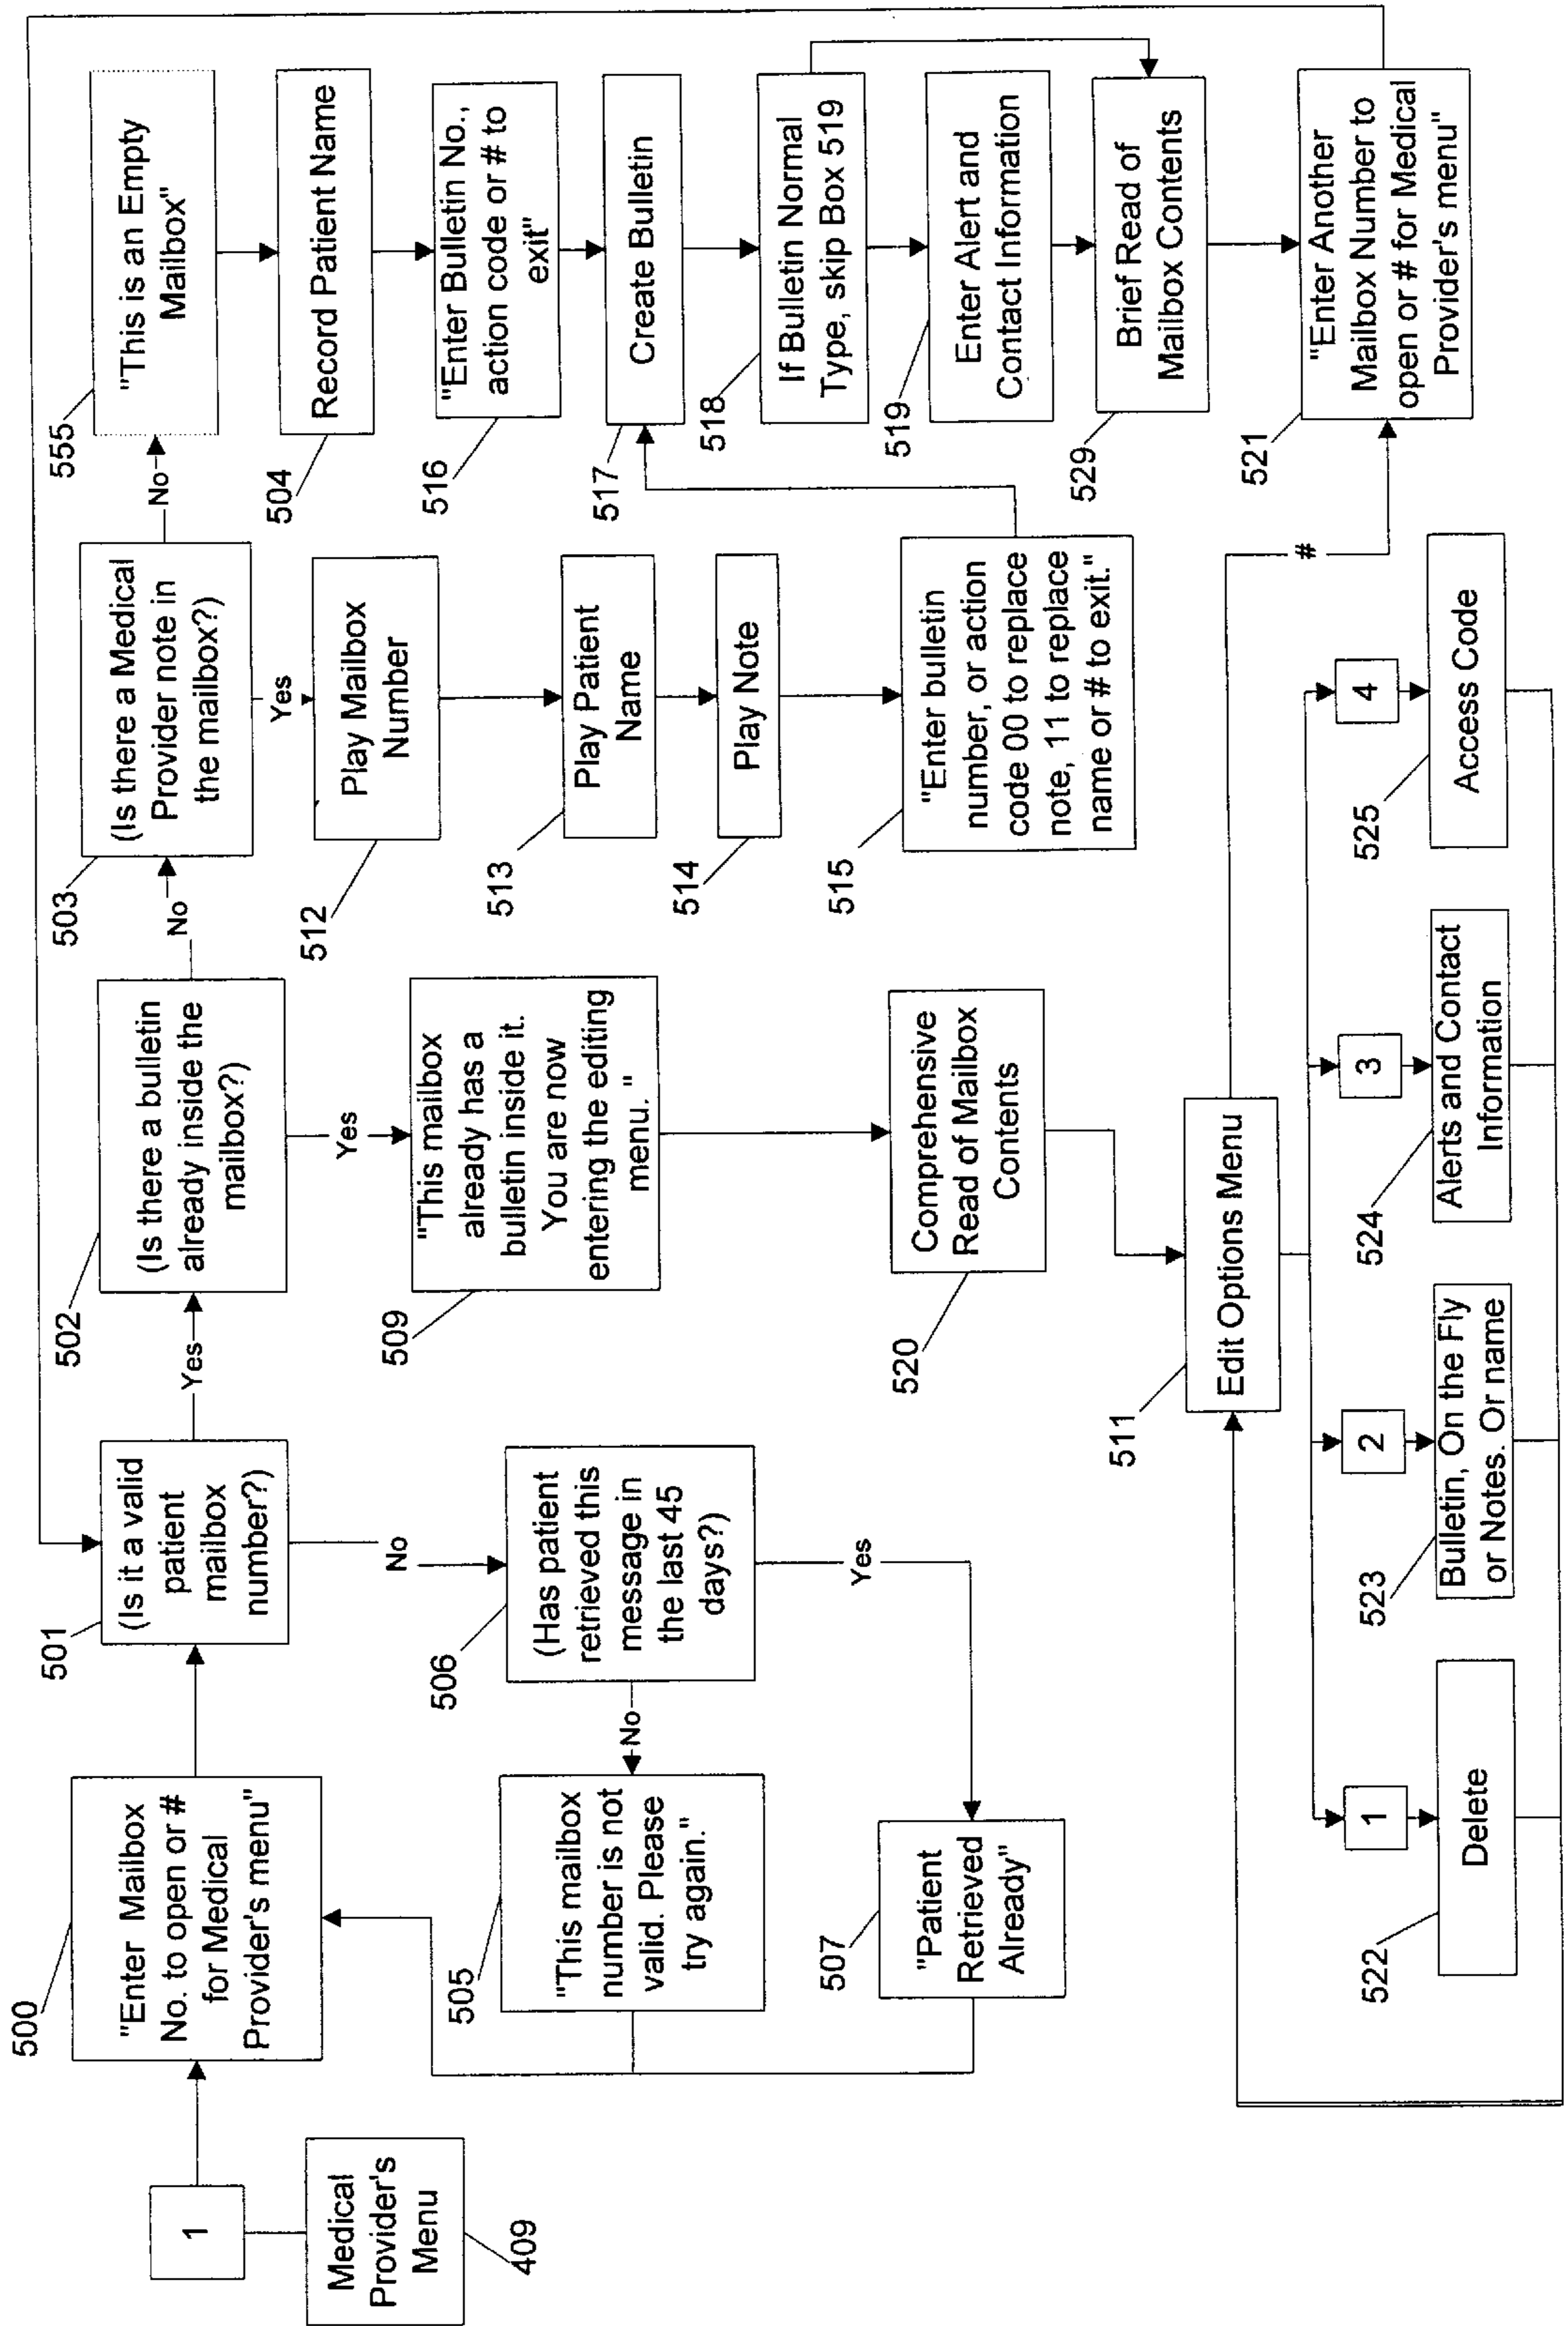 1
Medical
Provider's
Menu
409
500
"Enter Mailbox
No. to open or #
for Medical
Provider's menu"
501
(Is it a valid
patient
mailbox
number?)
Yes
No
502
(Is there a bulletin
already inside the
mailbox?)
No
Yes
503
(Is there a Medical
Provider note in
the mailbox?)
No
Yes
555
"This is an Empty
Mailbox"
504
Record Patient Name
516
"Enter Bulletin No.,
action code or # to
exit"
517
Create Bulletin
518
If Bulletin Normal
Type, skip Box 519
519
Enter Alert and
Contact Information
529
Brief Read of
Mailbox Contents
521
"Enter Another
Mailbox Number to
open or # for Medical
Provider's menu"
512
Play Mailbox
Number
513
Play Patient
Name
514
Play Note
515
"Enter bulletin
number, or action
code 00 to replace
note, 11 to replace
name or # to exit."
509
"This mailbox
already has a
bulletin inside it.
You are now
entering the editing
menu."
520
Comprehensive
Read of Mailbox
Contents
506
(Has patient
retrieved this
message in
the last 45
days?)
No
Yes
505
"This mailbox
number is not
valid. Please
try again."
507
"Patient
Retrieved
Already"
511
Edit Options Menu
#
1
522
Delete
2
523
Bulletin, On the Fly
or Notes. Or name
3
524
Alerts and Contact
Information
4
525
Access Code